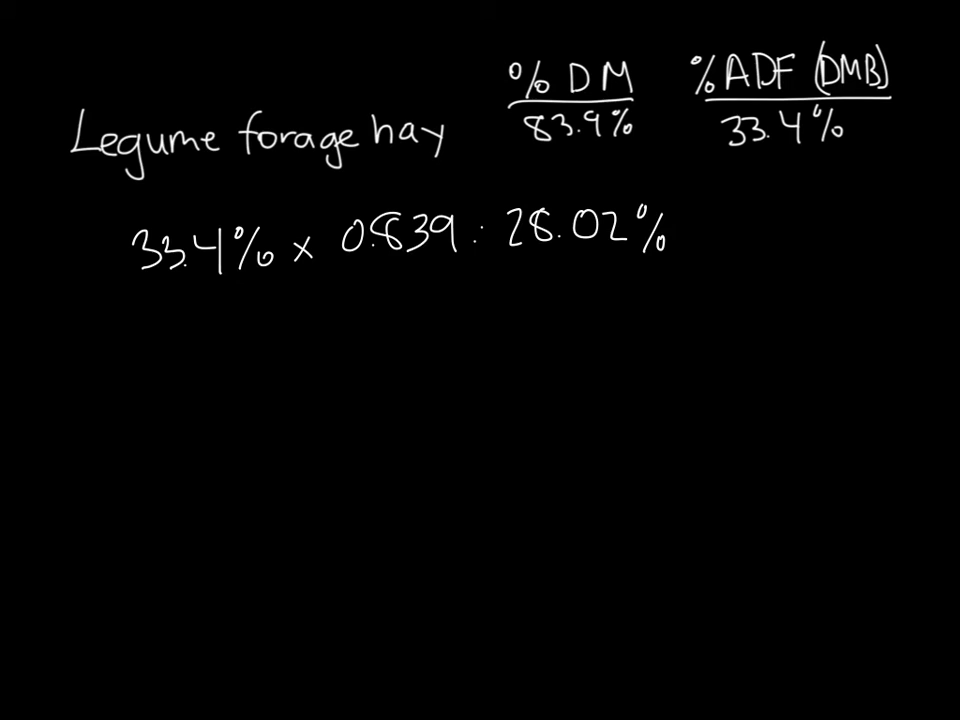 % DM %ADF (DMB)
Legume forage hay 83.9% 33.4%
33.4% x 0.839 : 28.02%